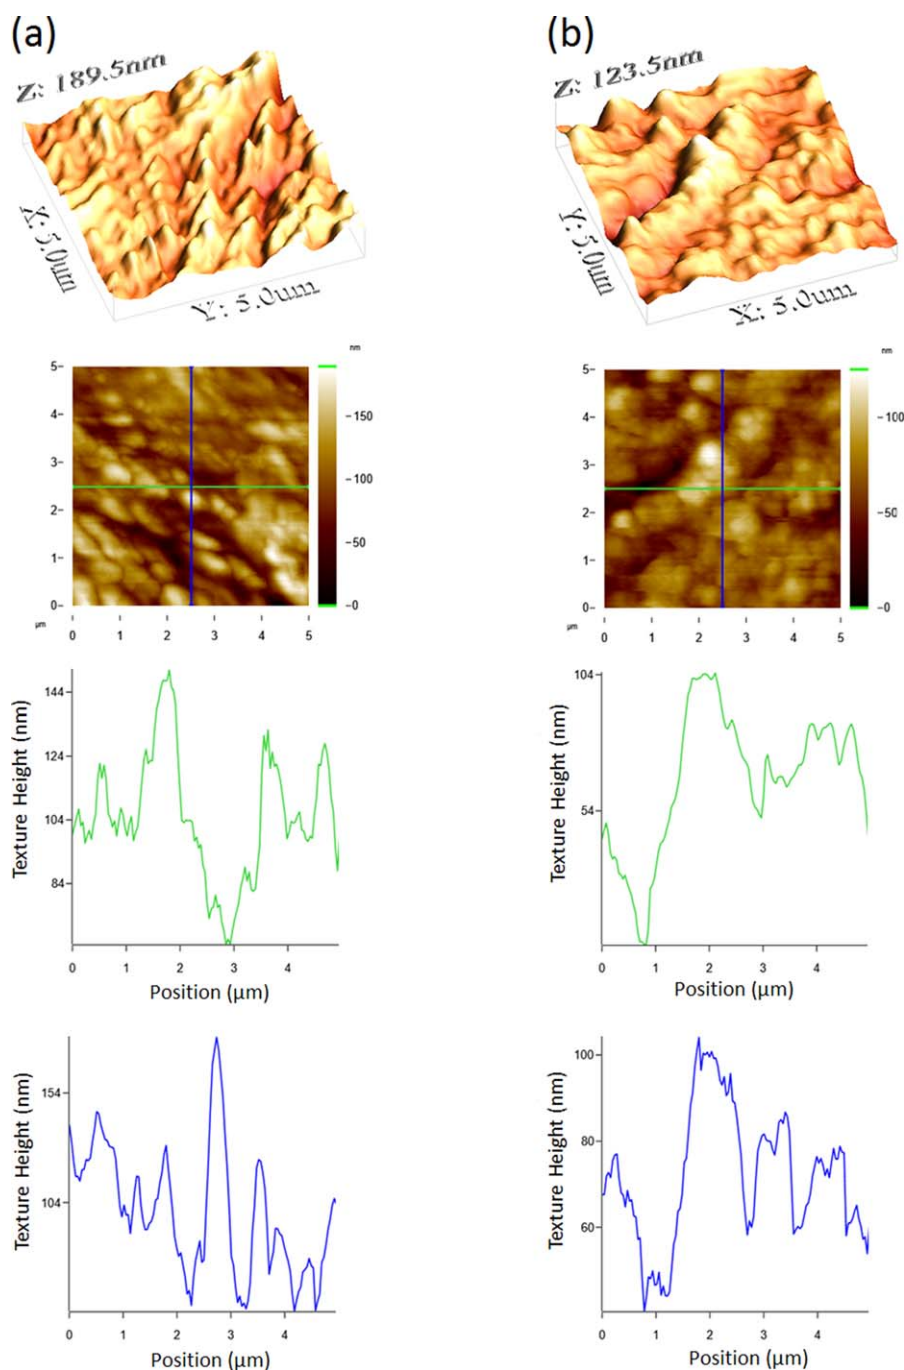 (a)
Z: 189.5nm
X: 5.0um
Y: 5.0um
(b)
Z: 123.5nm
Y: 5.0um
X: 5.0um
nm
5-
4-
3-
2-
1-
0-
-150
-100
-50
-0
µm
0 1 2 3 4 5
nm
5-
4-
3-
2-
1-
0-
-100
-50
-0
µm
0 1 2 3 4 5
Texture Height (nm)
144
124
104
84
0 1 2 3 4
Position (µm)
Texture Height (nm)
104
54
0 1 2 3 4
Position (µm)
Texture Height (nm)
154
104
0 1 2 3 4
Position (µm)
Texture Height (nm)
100
80
60
0 1 2 3 4
Position (µm)